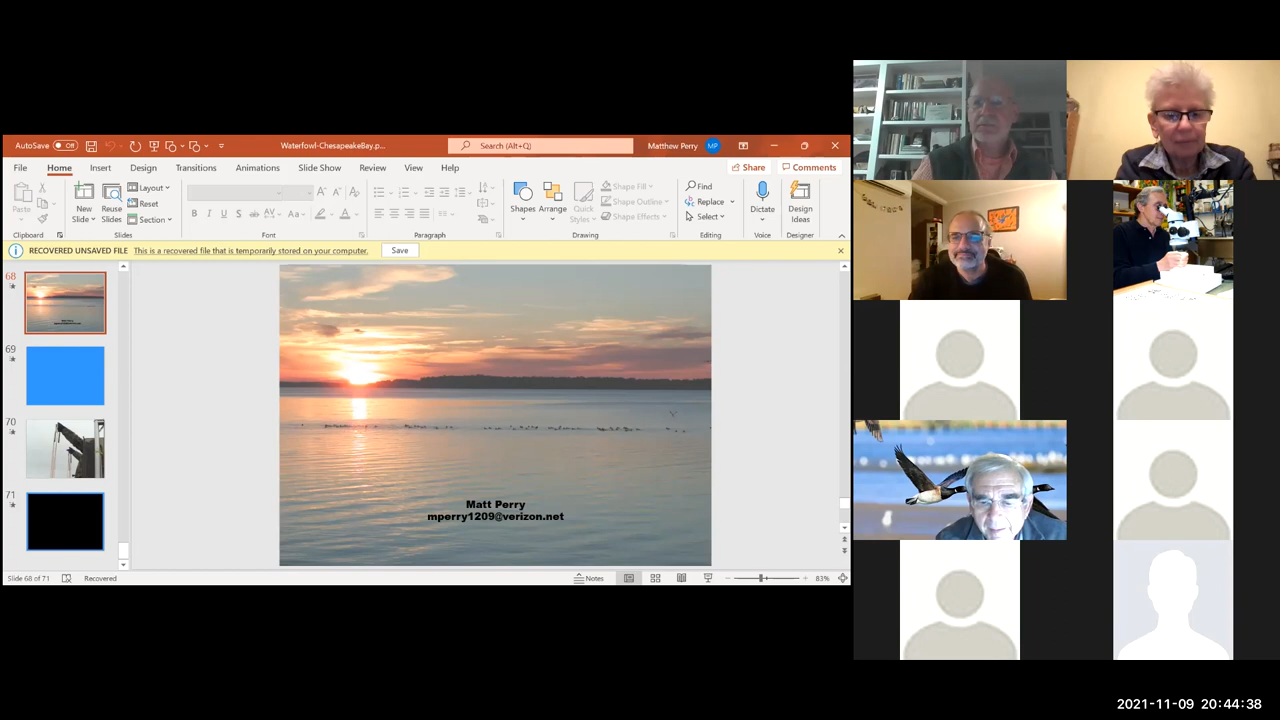 AutoSave Off Waterfowl-ChesapeakeBay.p... Search (Alt+Q) Matthew Perry MP
File Home Insert Design Transitions Animations Slide Show Review View Help Share Comments
Paste New Slide Reuse Slides Layout Reset Section
B I U S ab AV Aa A A A
Shapes Arrange Quick Styles Shape Fill Shape Outline Shape Effects
Find Replace Select Dictate Design Ideas
Clipboard Slides Font Paragraph Drawing Editing Voice Designer
RECOVERED UNSAVED FILE This is a recovered file that is temporarily stored on your computer. Save
68
69
70
71
Matt Perry
mperry1209@verizon.net
Slide 68 of 71 Recovered Notes 83%
2021-11-09 20:44:38